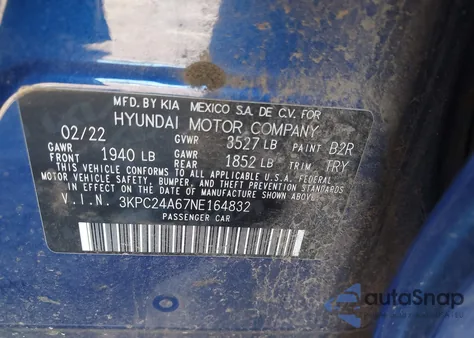 MFD. BY KIA MEXICO S.A. DE C.V. FOR
HYUNDAI MOTOR COMPANY
02/22 GVWR 3527 LB PAINT B2R
GAWR FRONT 1940 LB GAWR REAR 1852 LB TRIM TRY
THIS VEHICLE CONFORMS TO ALL APPLICABLE U.S.A. FEDERAL
MOTOR VEHICLE SAFETY, BUMPER, AND THEFT PREVENTION STANDARDS
IN EFFECT ON THE DATE OF MANUFACTURE SHOWN ABOVE.
V.I.N. 3KPC24A67NE164832
PASSENGER CAR
autoSnap